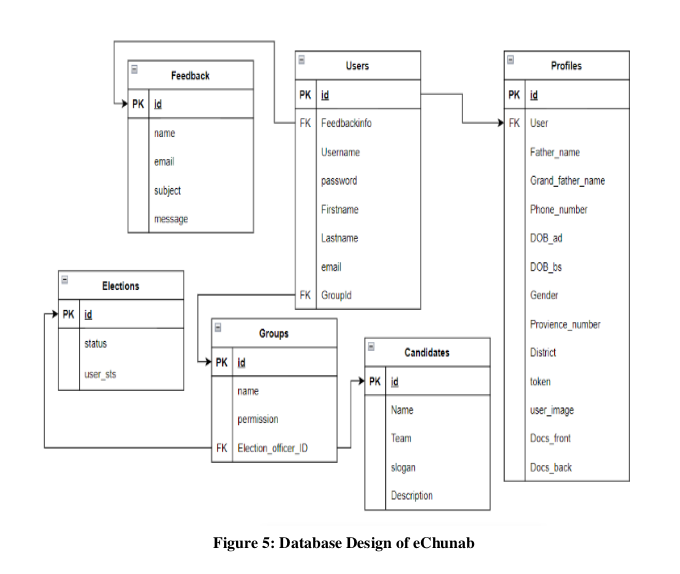 Feedback
PK id
name
email
subject
message
Users
PK id
FK Feedbackinfo
Username
password
Firstname
Lastname
email
FK GroupId
Profiles
PK id
FK User
Father_name
Grand_father_name
Phone_number
DOB_ad
DOB_bs
Gender
Provience_number
District
token
user_image
Docs_front
Docs_back
Elections
PK id
status
user_sts
Groups
PK id
name
permission
FK Election_officer_ID
Candidates
PK id
Name
Team
slogan
Description
Figure 5: Database Design of eChunab